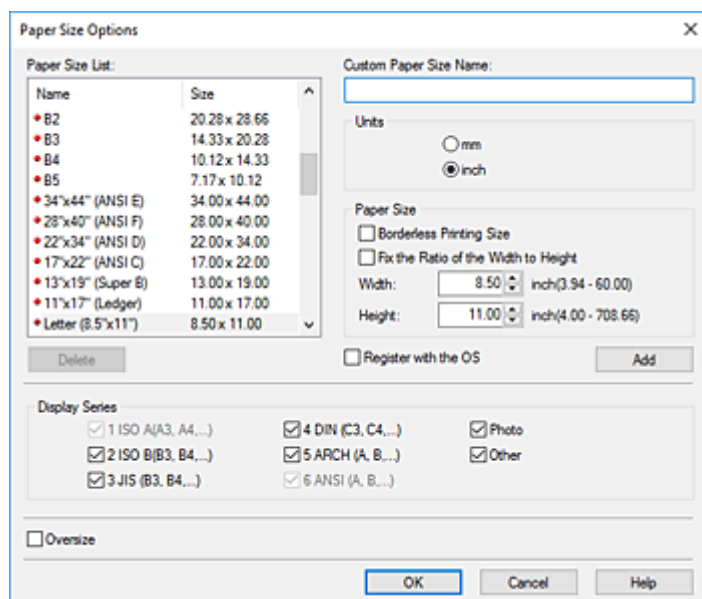 Paper Size Options
Paper Size List:
Name Size
B2 20.28 x 28.66
B3 14.33 x 20.28
B4 10.12 x 14.33
B5 7.17 x 10.12
34"x44" (ANSI E) 34.00 x 44.00
28"x40" (ANSI F) 28.00 x 40.00
22"x34" (ANSI D) 22.00 x 34.00
17"x22" (ANSI C) 17.00 x 22.00
13"x19" (Super B) 13.00 x 19.00
11"x17" (Ledger) 11.00 x 17.00
Letter (8.5"x11") 8.50 x 11.00
Delete
Custom Paper Size Name:
Units
mm
inch
Paper Size
Borderless Printing Size
Fix the Ratio of the Width to Height
Width: 8.50 inch(3.94 - 60.00)
Height: 11.00 inch(4.00 - 708.66)
Register with the OS
Add
Display Series
1 ISO A(A3, A4,...) 4 DIN (C3, C4,...) Photo
2 ISO B(B3, B4,...) 5 ARCH (A, B,...) Other
3 JIS (B3, B4,...) 6 ANSI (A, B,...)
Oversize
OK Cancel Help